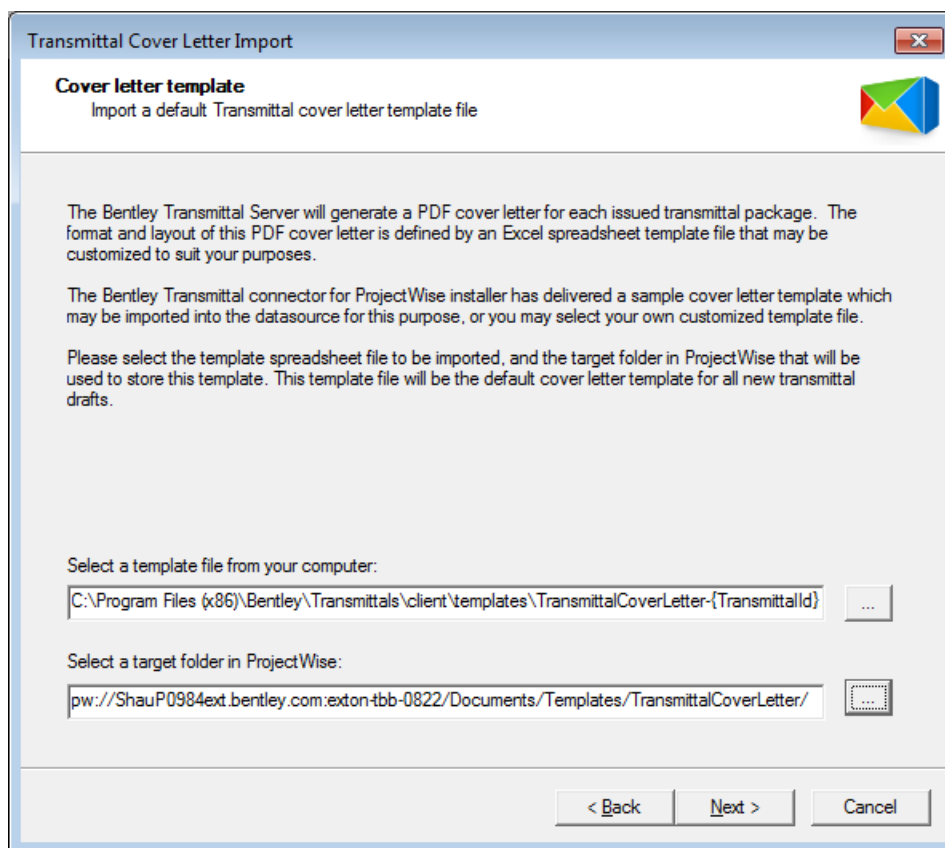 Transmittal Cover Letter Import
Cover letter template
Import a default Transmittal cover letter template file
The Bentley Transmittal Server will generate a PDF cover letter for each issued transmittal package. The
format and layout of this PDF cover letter is defined by an Excel spreadsheet template file that may be
customized to suit your purposes.
The Bentley Transmittal connector for ProjectWise installer has delivered a sample cover letter template which
may be imported into the datasource for this purpose, or you may select your own customized template file.
Please select the template spreadsheet file to be imported, and the target folder in ProjectWise that will be
used to store this template. This template file will be the default cover letter template for all new transmittal
drafts.
Select a template file from your computer:
C:\Program Files (x86)\Bentley\Transmittals\client\templates\TransmittalCoverLetter-{TransmittalId}
...
Select a target folder in ProjectWise:
pw://ShauP0984ext.bentley.com:exton-tbb-0822/Documents/Templates/TransmittalCoverLetter/
...
< Back Next > Cancel